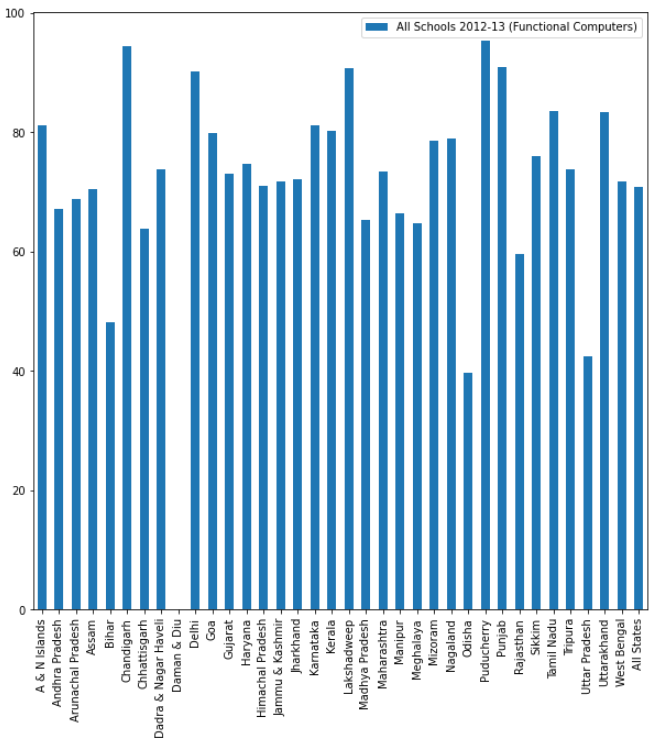 100
80
60
40
20
0
All Schools 2012-13 (Functional Computers)
A & N Islands
Andhra Pradesh
Arunachal Pradesh
Assam
Bihar
Chandigarh
Chhattisgarh
Dadra & Nagar Haveli
Daman & Diu
Delhi
Goa
Gujarat
Haryana
Himachal Pradesh
Jammu & Kashmir
Jharkhand
Karnataka
Kerala
Lakshadweep
Madhya Pradesh
Maharashtra
Manipur
Meghalaya
Mizoram
Nagaland
Odisha
Puducherry
Punjab
Rajasthan
Sikkim
Tamil Nadu
Tripura
Uttar Pradesh
Uttarakhand
West Bengal
All States